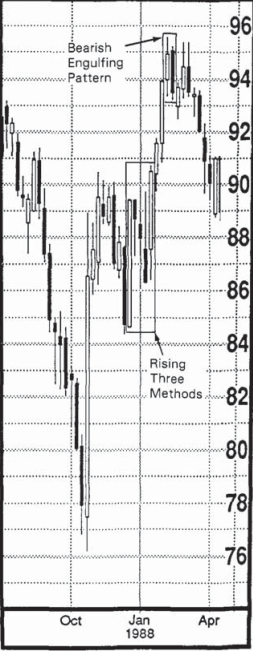 96
Bearish
Engulfing
Pattern
94
92
90
88
86
84
Rising
Three
Methods
82
80
78
76
Oct Jan Apr
1988